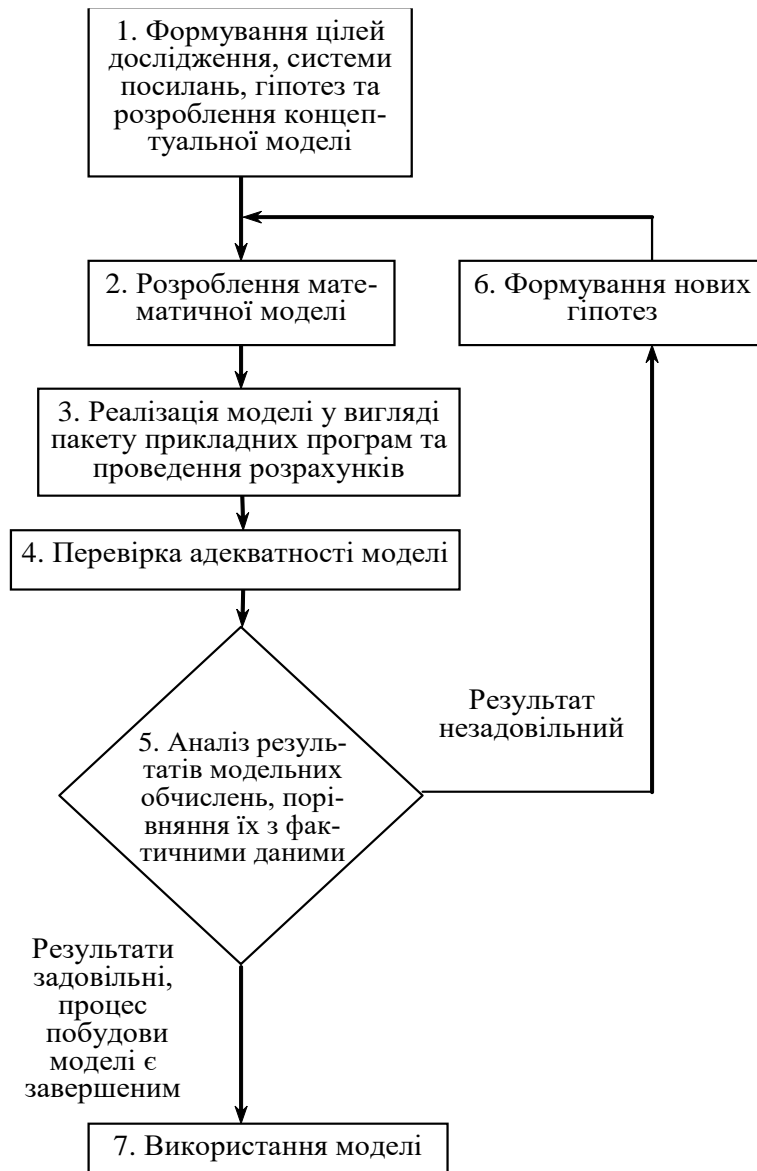 1. Формування цілей
дослідження, системи
посилань, гіпотез та
розроблення концеп-
туальної моделі
2. Розроблення мате-
матичної моделі
6. Формування нових
гіпотез
3. Реалізація моделі у вигляді
пакету прикладних програм та
проведення розрахунків
4. Перевірка адекватності моделі
Результат
незадовільний
5. Аналіз резуль-
татів модельних
обчислень, порі-
вняння їх з фак-
тичними даними
Результати
задовільні,
процес
побудови
моделі є
завершеним
7. Використання моделі